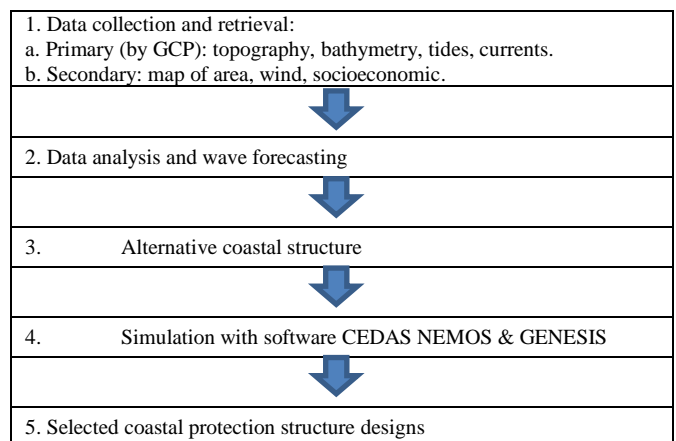 1. Data collection and retrieval:
a. Primary (by GCP): topography, bathymetry, tides, currents.
b. Secondary: map of area, wind, socioeconomic.
2. Data analysis and wave forecasting
3. Alternative coastal structure
4. Simulation with software CEDAS NEMOS & GENESIS
5. Selected coastal protection structure designs